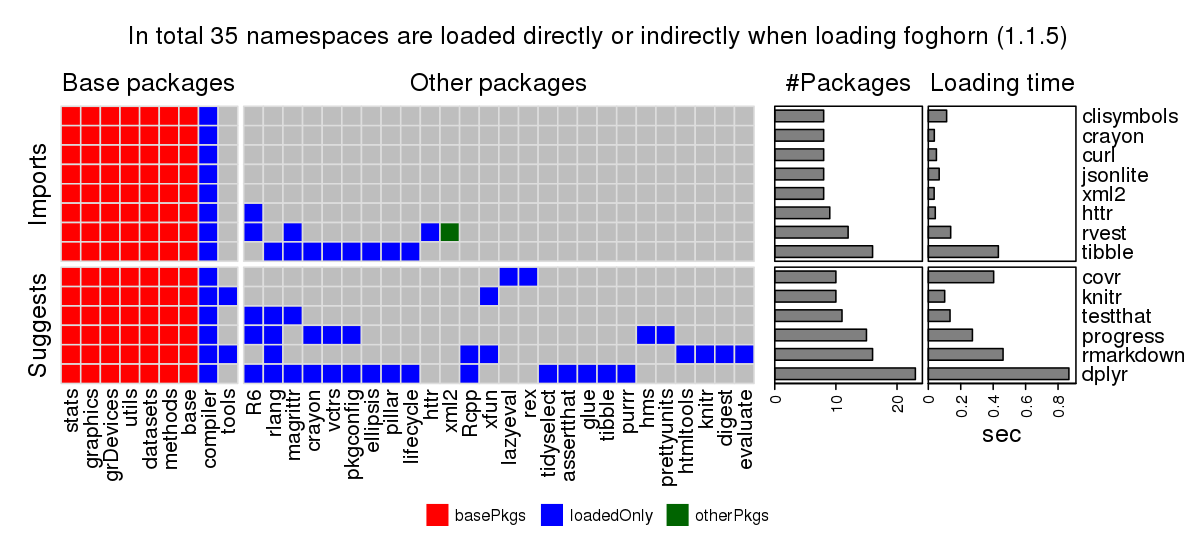 In total 35 namespaces are loaded directly or indirectly when loading foghorn (1.1.5)
Base packages
Other packages
#Packages
Loading time
Imports
Suggests
clisymbols
crayon
curl
jsonlite
xml2
httr
rvest
tibble
covr
knitr
testthat
progress
rmarkdown
dplyr
stats
graphics
grDevices
utils
datasets
methods
base
compiler
tools
R6
rlang
magrittr
crayon
vctrs
pkgconfig
ellipsis
pillar
lifecycle
httr
xml2
Rcpp
xfun
lazyeval
rex
tidyselect
assertthat
glue
tibble
purrr
hms
prettyunits
htmltools
knitr
digest
evaluate
0
10
20
0
0.2
0.4
0.6
0.8
sec
basePkgs
loadedOnly
otherPkgs